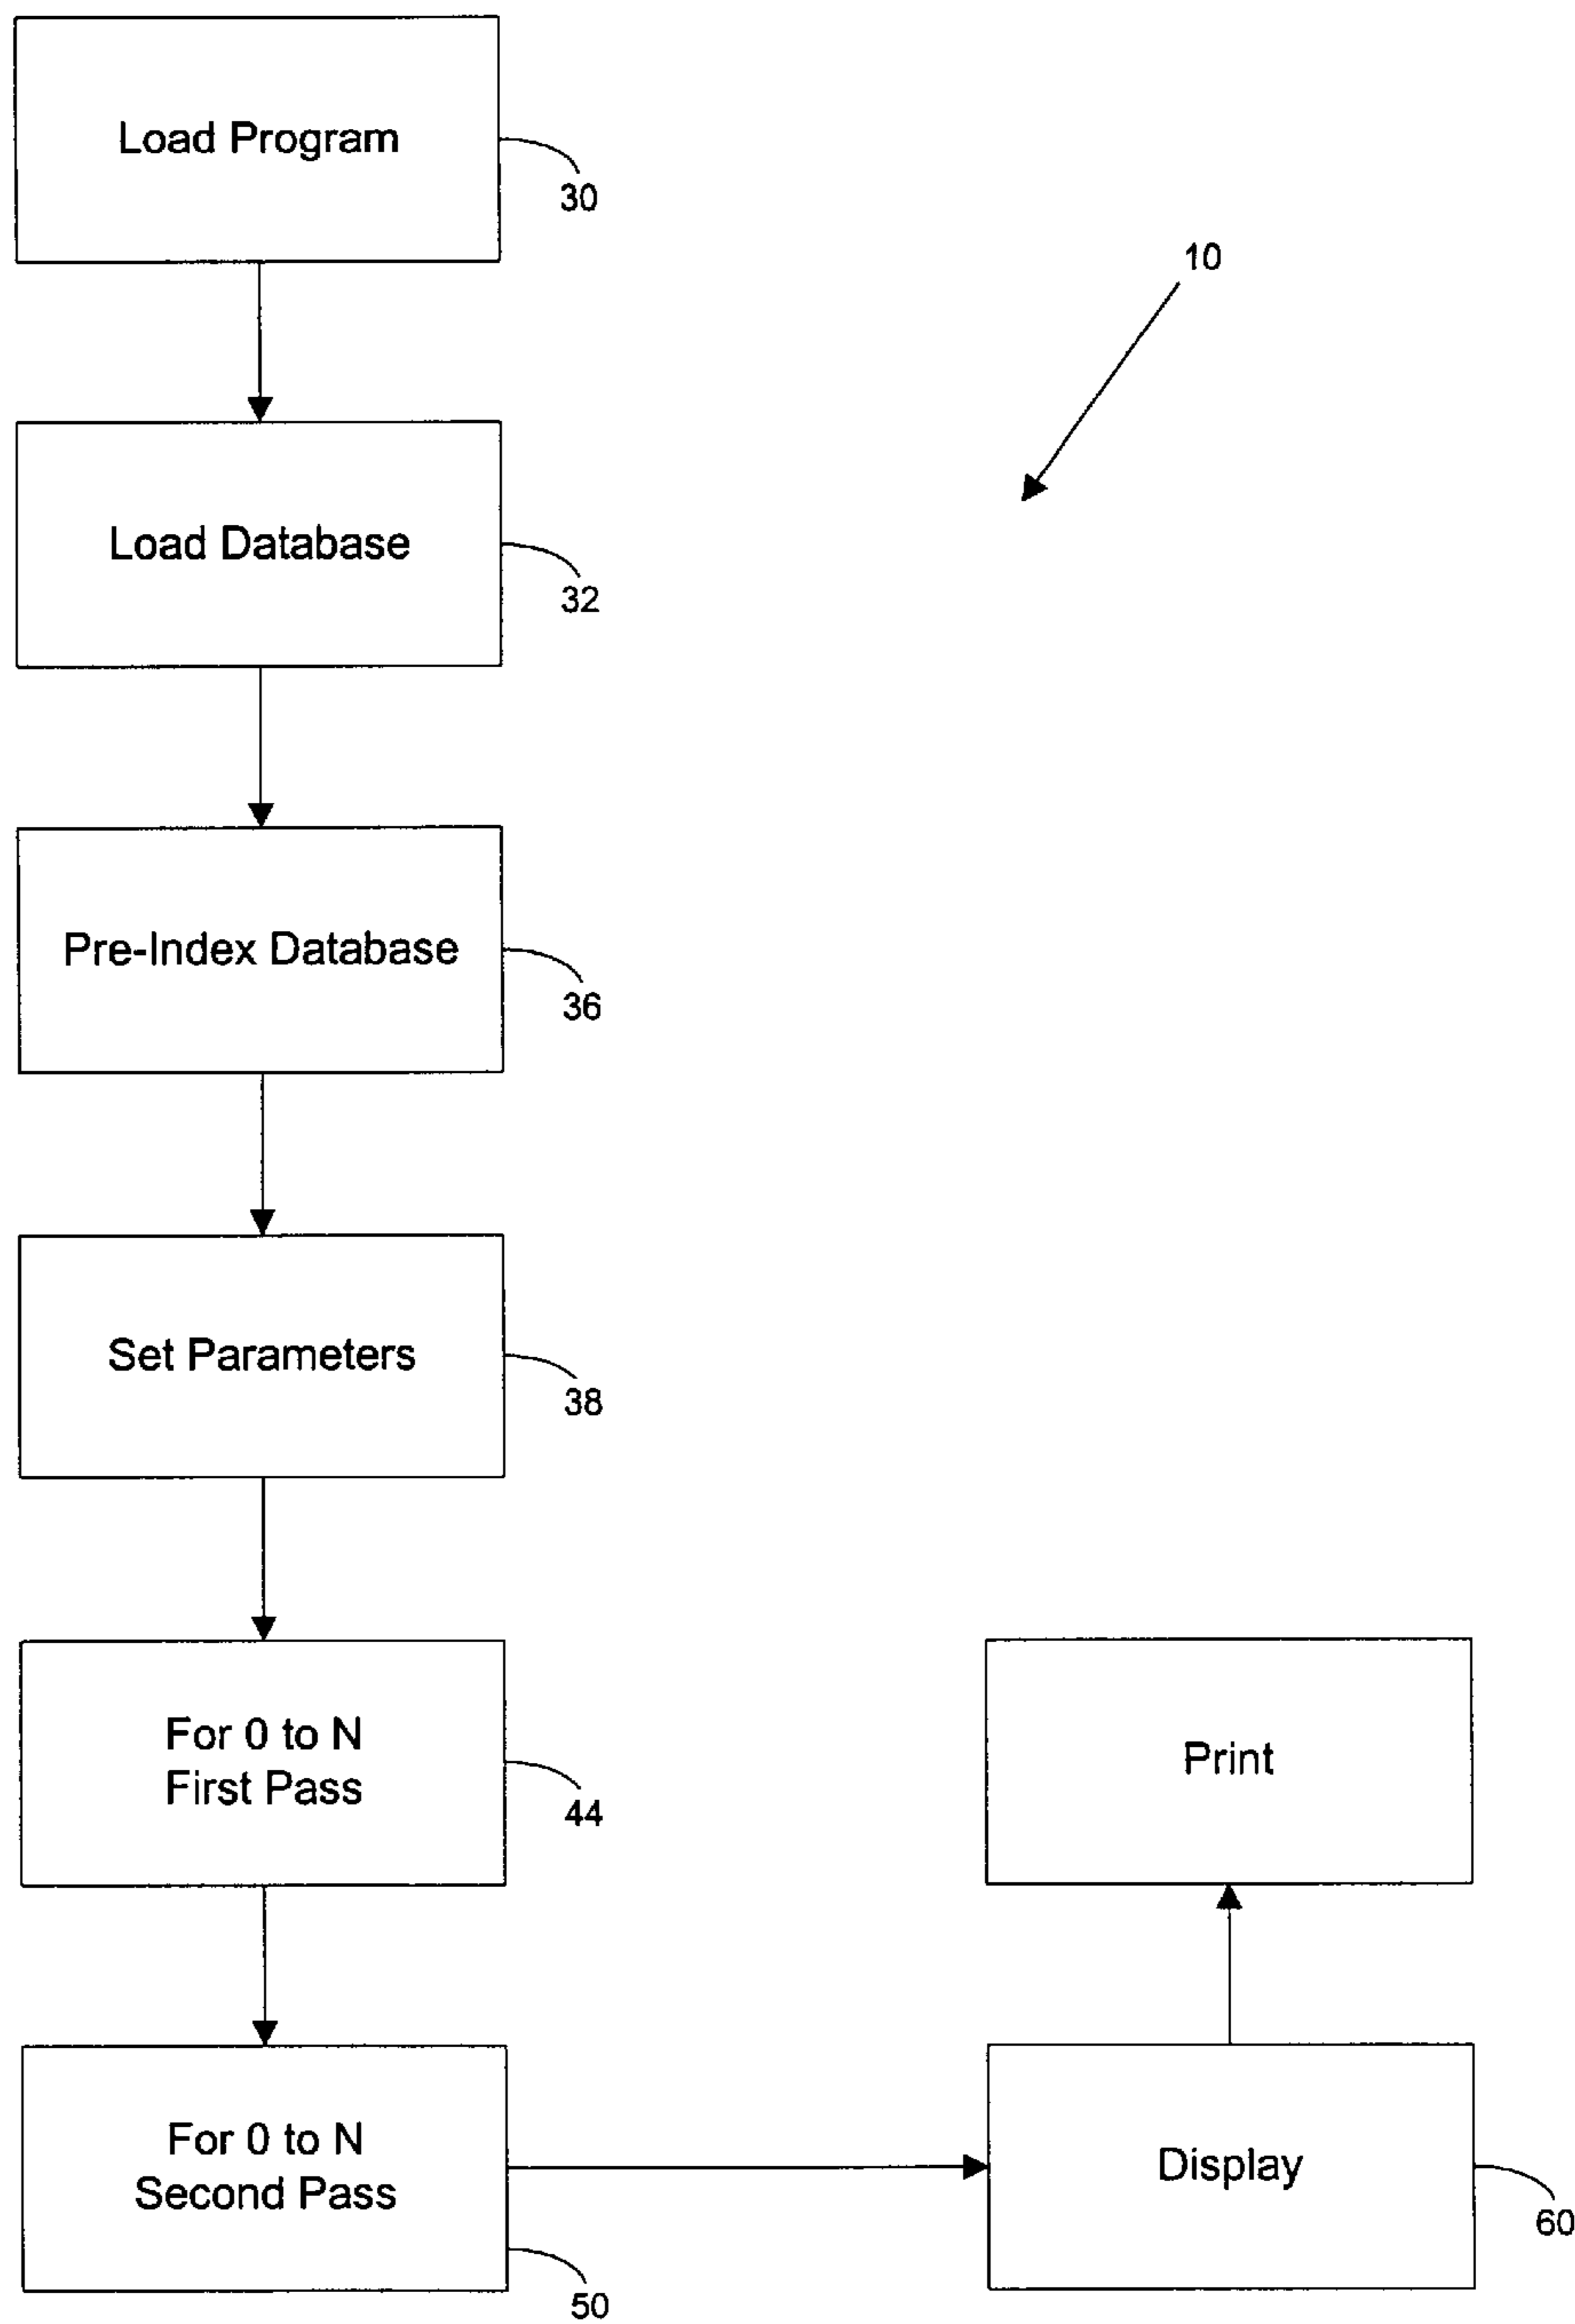 Load Program
30
10
Load Database
32
Pre-Index Database
36
Set Parameters
38
For 0 to N
First Pass
44
Print
For 0 to N
Second Pass
50
Display
60